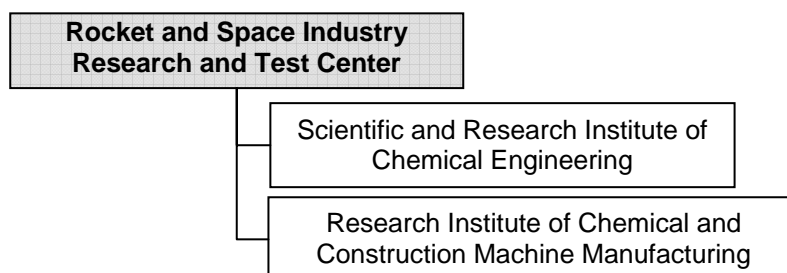 Rocket and Space Industry
Research and Test Center
Scientific and Research Institute of
Chemical Engineering
Research Institute of Chemical and
Construction Machine Manufacturing